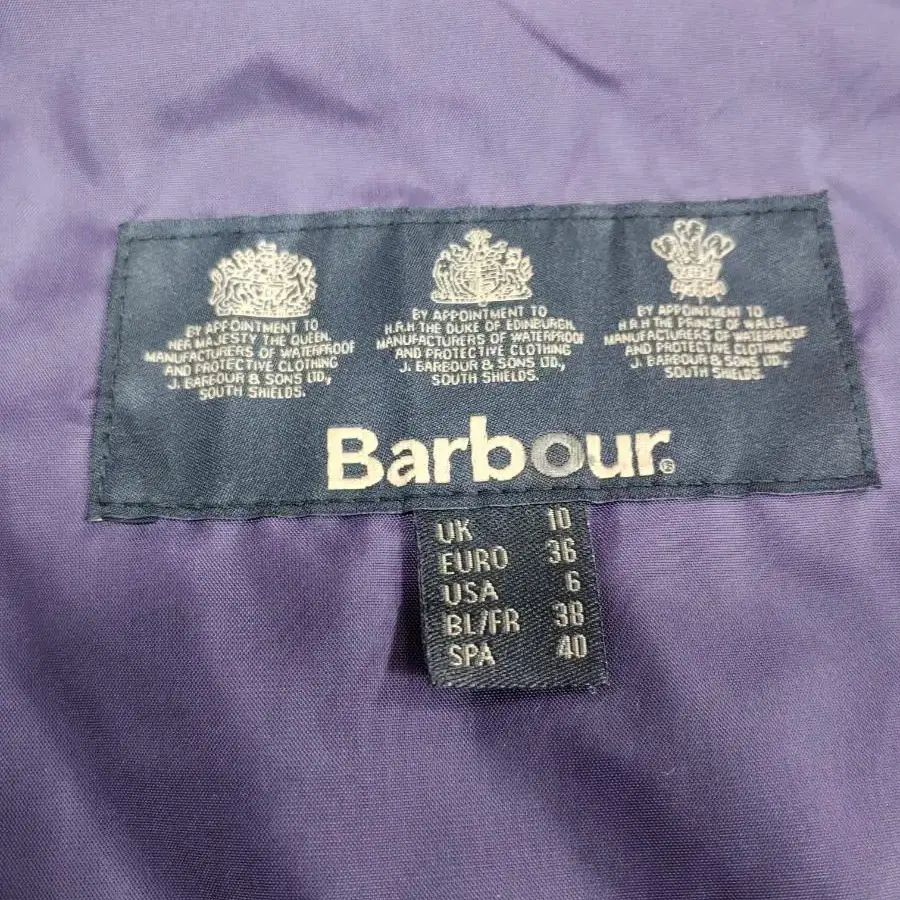 BY APPOINTMENT TO
HER MAJESTY THE QUEEN.
MANUFACTURERS OF WATERPROOF
AND PROTECTIVE CLOTHING
J. BARBOUR & SONS LTD.,
SOUTH SHIELDS.
BY APPOINTMENT TO
H.R.H THE DUKE OF EDINBURGH,
MANUFACTURERS OF WATERPROOF
AND PROTECTIVE CLOTHING
J. BARBOUR & SONS LTD.,
SOUTH SHIELDS.
BY APPOINTMENT TO
H.R.H THE PRINCE OF WALES.
MANUFACTURERS OF WATERPROOF
AND PROTECTIVE CLOTHING
J. BARBOUR & SONS LTD.,
SOUTH SHIELDS.
Barbour®
UK 10
EURO 36
USA 6
BL/FR 38
SPA 40